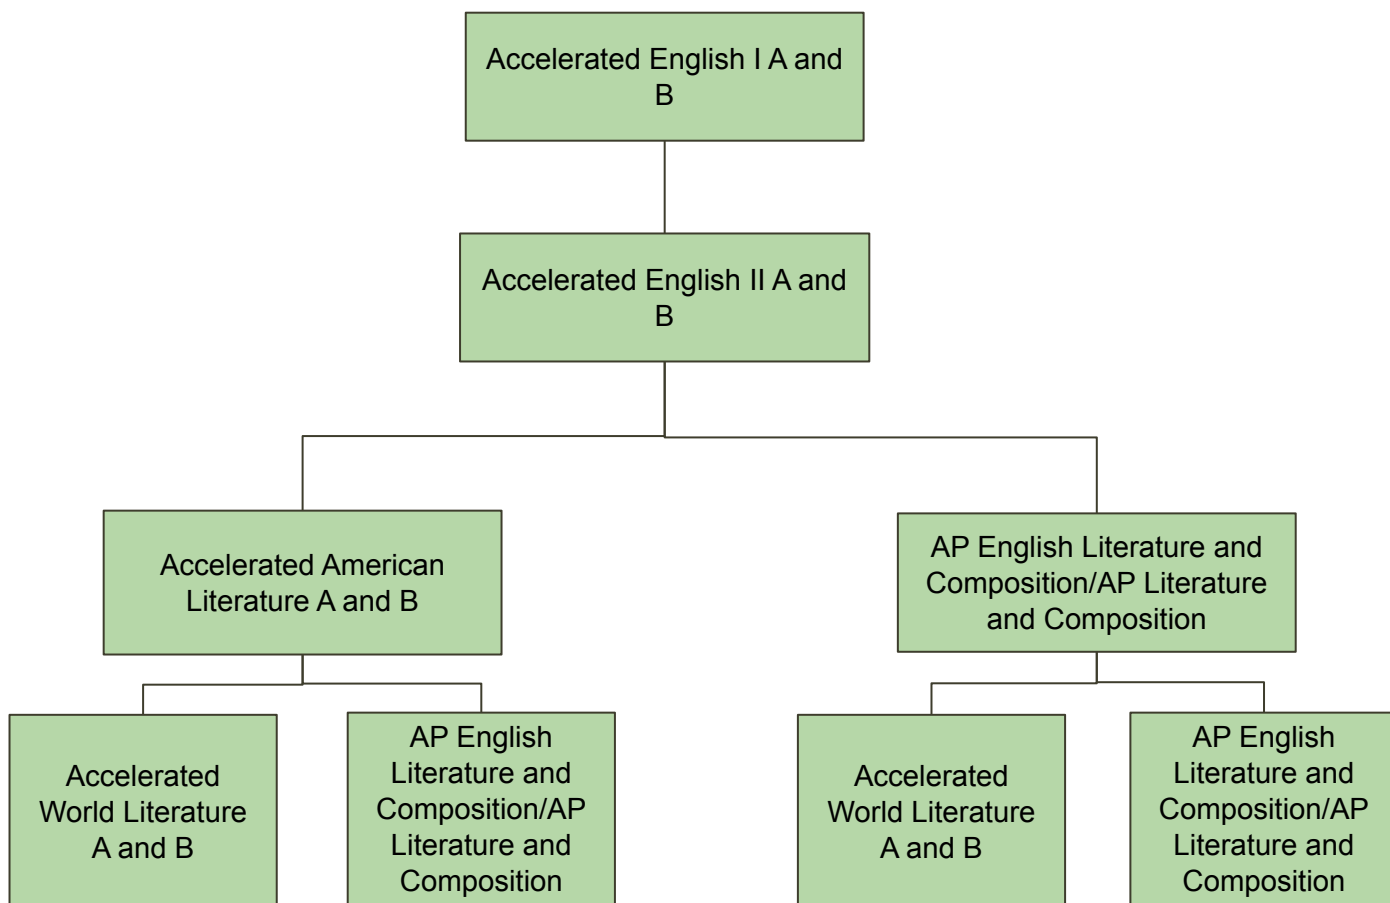 Accelerated English I A and
B
Accelerated English II A and
B
Accelerated American
Literature A and B
AP English Literature and
Composition/AP Literature
and Composition
Accelerated
World Literature
A and B
AP English
Literature and
Composition/AP
Literature and
Composition
Accelerated
World Literature
A and B
AP English
Literature and
Composition/AP
Literature and
Composition